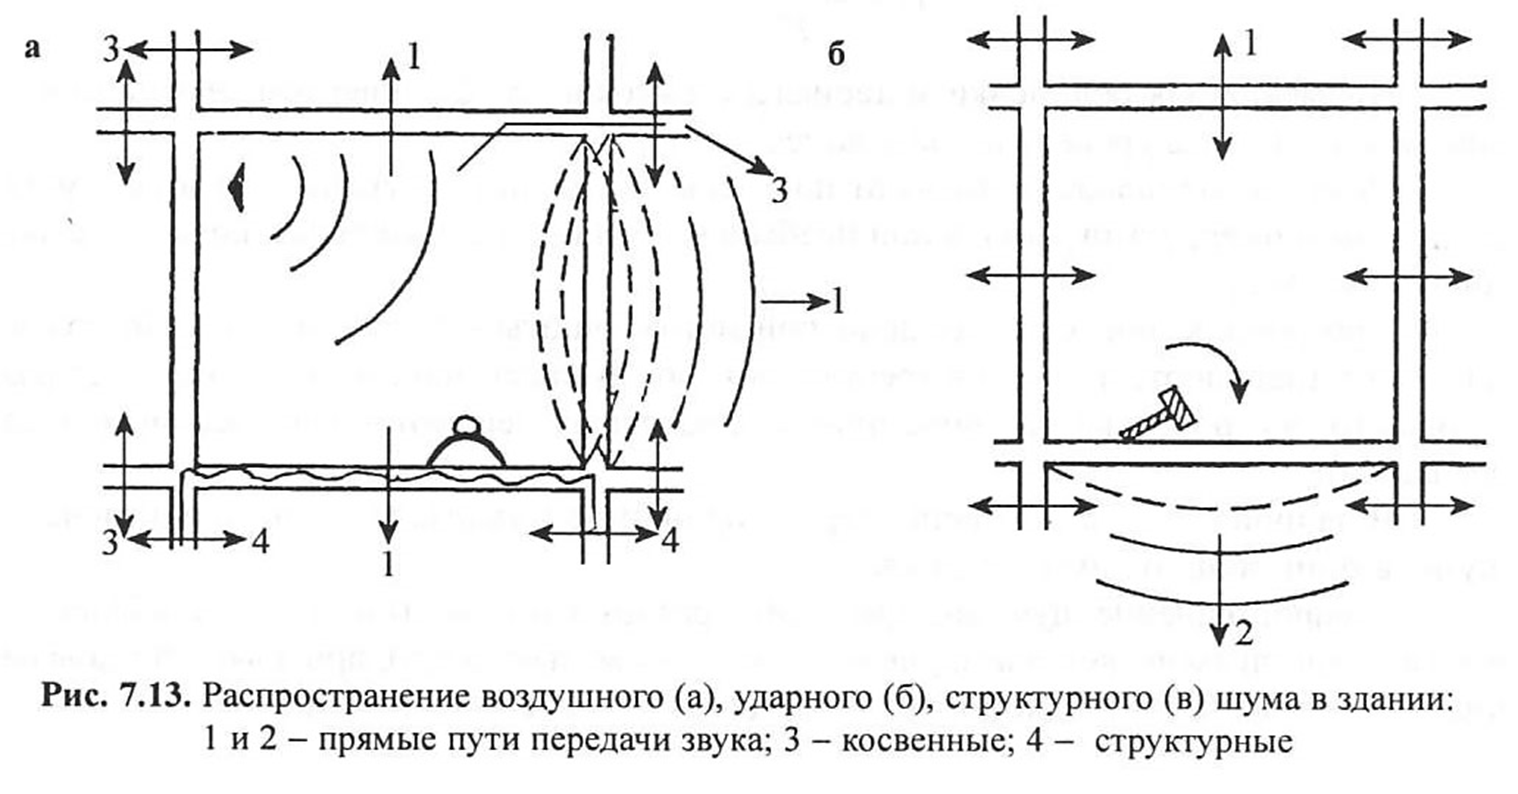 а
3
1
б
1
3
1
3
4
1
4
2
Рис. 7.13. Распространение воздушного (а), ударного (б), структурного (в) шума в здании:
1 и 2 – прямые пути передачи звука; 3 – косвенные; 4 – структурные